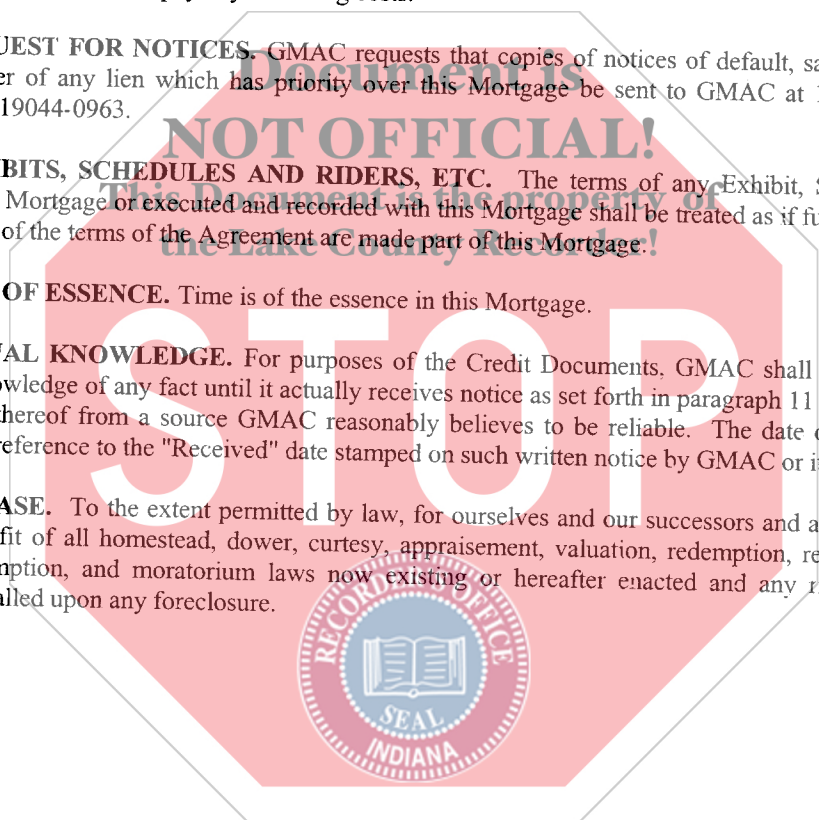 UEST FOR NOTICES. GMAC requests that copies of notices of default, sa
er of any lien which has priority over this Mortgage be sent to GMAC at
19044-0963.
BITS, SCHEDULES AND RIDERS, ETC. The terms of any Exhibit, S
Mortgage or executed and recorded with this Mortgage shall be treated as if fu
of the terms of the Agreement are made part of this Mortgage.
OF ESSENCE. Time is of the essence in this Mortgage.
AL KNOWLEDGE. For purposes of the Credit Documents, GMAC shall
wledge of any fact until it actually receives notice as set forth in paragraph 11
thereof from a source GMAC reasonably believes to be reliable. The date o
reference to the "Received" date stamped on such written notice by GMAC or i
ASE. To the extent permitted by law, for ourselves and our successors and a
fit of all homestead, dower, curtesy, appraisement, valuation, redemption, re
mption, and moratorium laws now existing or hereafter enacted and any r
alled upon any foreclosure.
Document is
NOT OFFICIAL!
This Document is the property of
the Lake County Recorder!
STOP
RECORDER'S OFFICE
SEAL
INDIANA